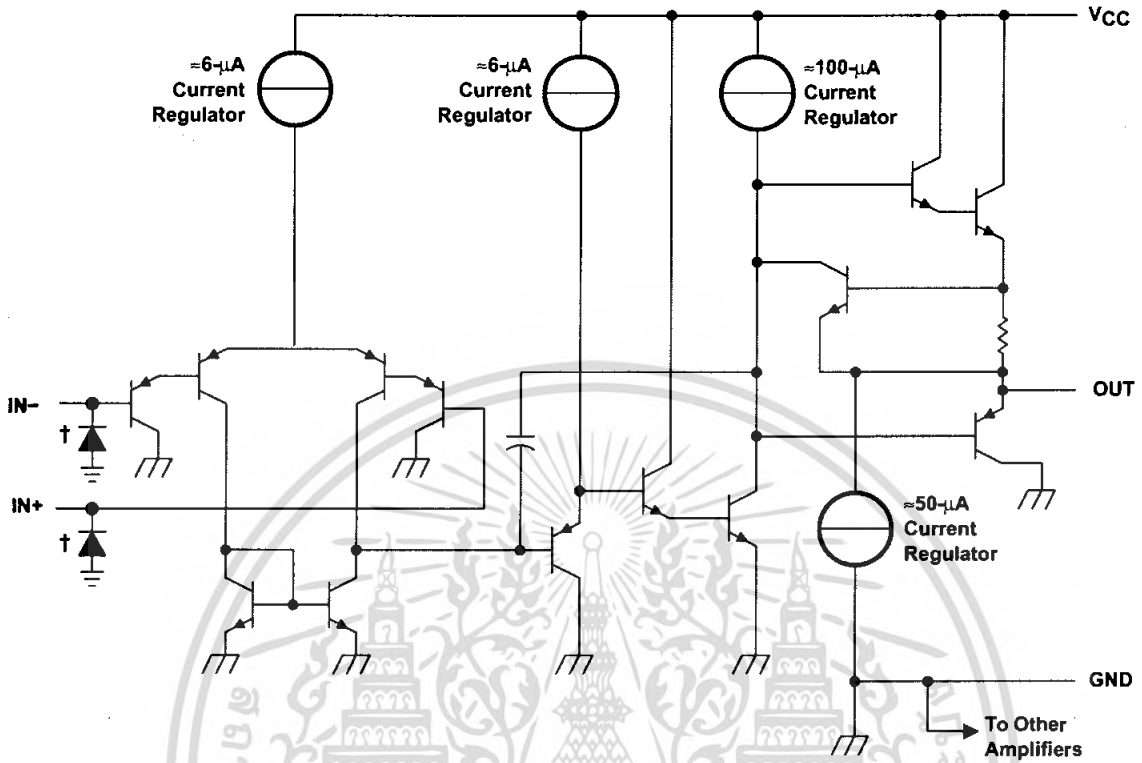 VCC
≈6-µA
Current
Regulator
≈6-µA
Current
Regulator
≈100-µA
Current
Regulator
IN−
†
IN+
†
OUT
≈50-µA
Current
Regulator
GND
To Other
Amplifiers